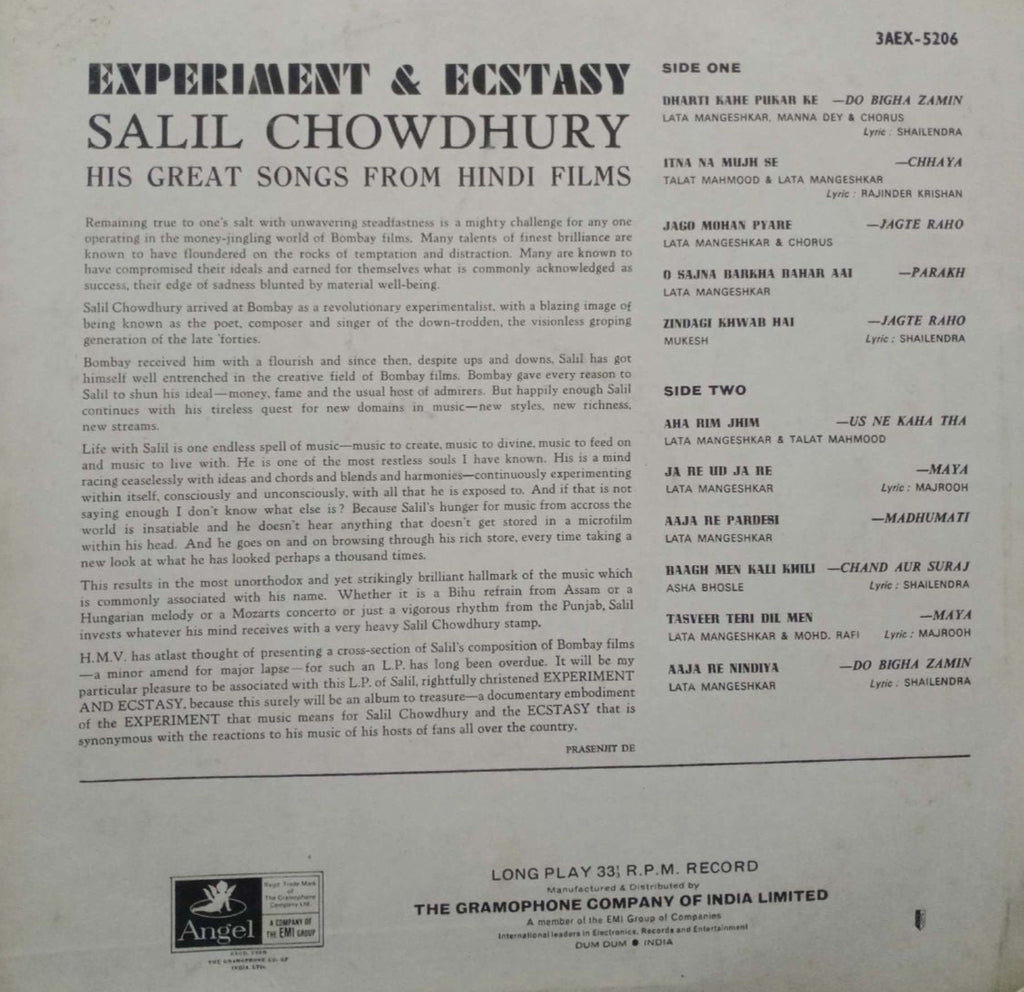 3AEX-5206
EXPERIMENT & ECSTASY
SALIL CHOWDHURY
HIS GREAT SONGS FROM HINDI FILMS
Remaining true to one's salt with unwavering steadfastness is a mighty challenge for any one
operating in the money-jingling world of Bombay films. Many talents of finest brilliance are
known to have floundered on the rocks of temptation and distraction. Many are known to
have compromised their ideals and earned for themselves what is commonly acknowledged as
success, their edge of sadness blunted by material well-being.
Salil Chowdhury arrived at Bombay as a revolutionary experimentalist, with a blazing image of
being known as the poet, composer and singer of the down-trodden, the visionless groping
generation of the late 'forties.
Bombay received him with a flourish and since then, despite ups and downs, Salil has got
himself well entrenched in the creative field of Bombay films. Bombay gave every reason to
Salil to shun his ideal—money, fame and the usual host of admirers. But happily enough Salil
continues with his tireless quest for new domains in music—new styles, new richness,
new streams.
Life with Salil is one endless spell of music—music to create, music to divine, music to feed on
and music to live with. He is one of the most restless souls I have known. His is a mind
racing ceaselessly with ideas and chords and blends and harmonies—continuously experimenting
within itself, consciously and unconsciously, with all that he is exposed to. And if that is not
saying enough I don't know what else is? Because Salil's hunger for music from accross the
world is insatiable and he doesn't hear anything that doesn't get stored in a microfilm
within his head. And he goes on and on browsing through his rich store, every time taking a
new look at what he has looked perhaps a thousand times.
This results in the most unorthodox and yet strikingly brilliant hallmark of the music which
is commonly associated with his name. Whether it is a Bihu refrain from Assam or a
Hungarian melody or a Mozarts concerto or just a vigorous rhythm from the Punjab, Salil
invests whatever his mind receives with a very heavy Salil Chowdhury stamp.
H.M.V. has atlast thought of presenting a cross-section of Salil's composition of Bombay films
—a minor amend for major lapse—for such an L.P. has long been overdue. It will be my
particular pleasure to be associated with this L.P. of Salil, rightfully christened EXPERIMENT
AND ECSTASY, because this surely will be an album to treasure—a documentary embodiment
of the EXPERIMENT that music means for Salil Chowdhury and the ECSTASY that is
synonymous with the reactions to his music of his hosts of fans all over the country.
PRASENJIT DE
SIDE ONE
DHARTI KAHE PUKAR KE —DO BIGHA ZAMIN
LATA MANGESHKAR, MANNA DEY & CHORUS
Lyric : SHAILENDRA
ITNA NA MUJH SE —CHHAYA
TALAT MAHMOOD & LATA MANGESHKAR
Lyric : RAJINDER KRISHAN
JAGO MOHAN PYARE —JAGTE RAHO
LATA MANGESHKAR & CHORUS
O SAJNA BARKHA BAHAR AAI —PARAKH
LATA MANGESHKAR
ZINDAGI KHWAB HAI —JAGTE RAHO
MUKESH Lyric : SHAILENDRA
SIDE TWO
AHA RIM JHIM —US NE KAHA THA
LATA MANGESHKAR & TALAT MAHMOOD
JA RE UD JA RE —MAYA
LATA MANGESHKAR Lyric : MAJROOH
AAJA RE PARDESI —MADHUMATI
LATA MANGESHKAR
BAAGH MEN KALI KHILI —CHAND AUR SURAJ
ASHA BHOSLE Lyric : SHAILENDRA
TASVEER TERI DIL MEN —MAYA
LATA MANGESHKAR & MOHD. RAFI Lyric : MAJROOH
AAJA RE NINDIYA —DO BIGHA ZAMIN
LATA MANGESHKAR Lyric : SHAILENDRA
Angel
Regd. Trade Mark
of
The Gramophone
Company Ltd.
A COMPANY OF
THE EMI GROUP
REGD. USER
THE GRAMOPHONE CO. OF
INDIA LTD.
LONG PLAY 33⅓ R.P.M. RECORD
Manufactured & Distributed by
THE GRAMOPHONE COMPANY OF INDIA LIMITED
A member of the EMI Group of Companies
International leaders in Electronics, Records and Entertainment
DUM DUM ● INDIA